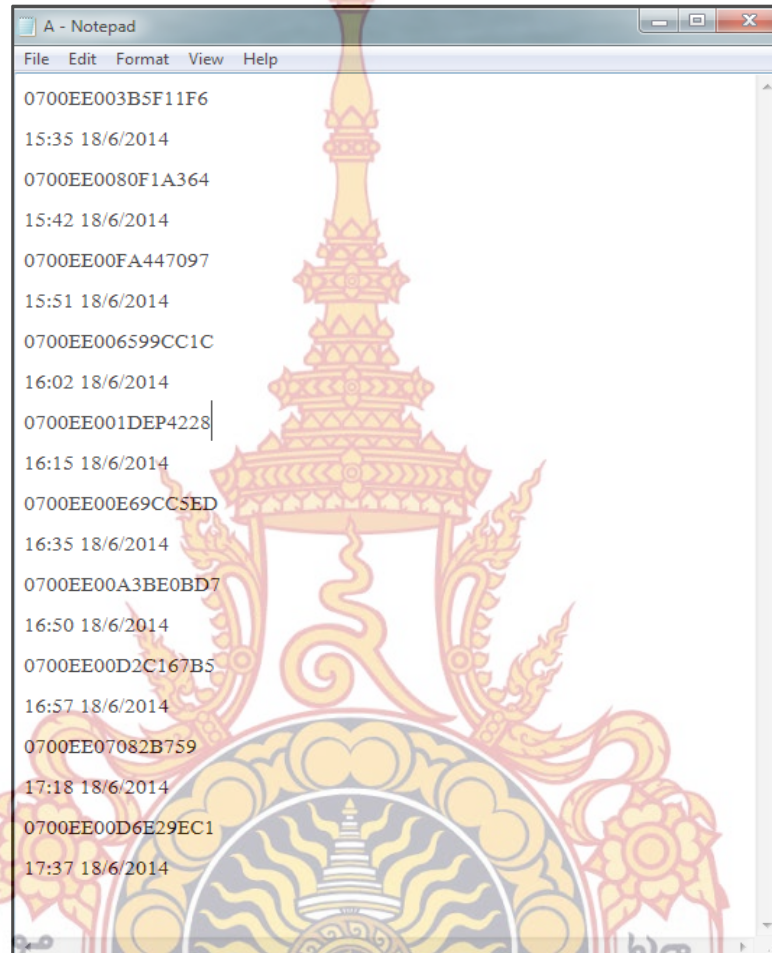 A - Notepad
File Edit Format View Help
0700EE003B5F11F6
15:35 18/6/2014
0700EE0080F1A364
15:42 18/6/2014
0700EE00FA447097
15:51 18/6/2014
0700EE006599CC1C
16:02 18/6/2014
0700EE001DEP4228
16:15 18/6/2014
0700EE00E69CC5ED
16:35 18/6/2014
0700EE00A3BE0BD7
16:50 18/6/2014
0700EE00D2C167B5
16:57 18/6/2014
0700EE07082B759
17:18 18/6/2014
0700EE00D6E29EC1
17:37 18/6/2014